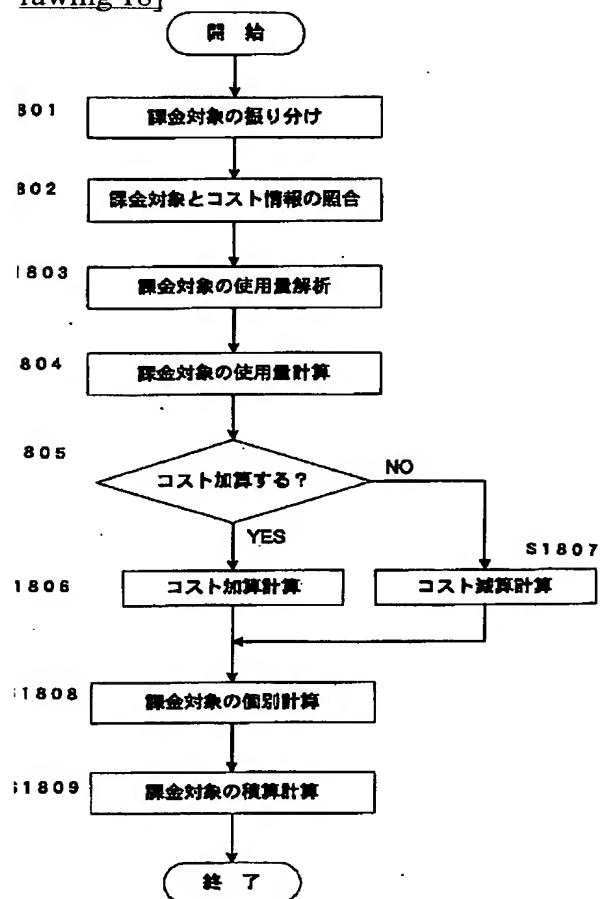 rawing 18]
開 始
801
課金対象の振り分け
802
課金対象とコスト情報の照合
1803
課金対象の使用量解析
804
課金対象の使用量計算
805
コスト加算する？
NO
YES
S1807
1806
コスト加算計算
コスト減算計算
S1808
課金対象の個別計算
S1809
課金対象の積算計算
終 了